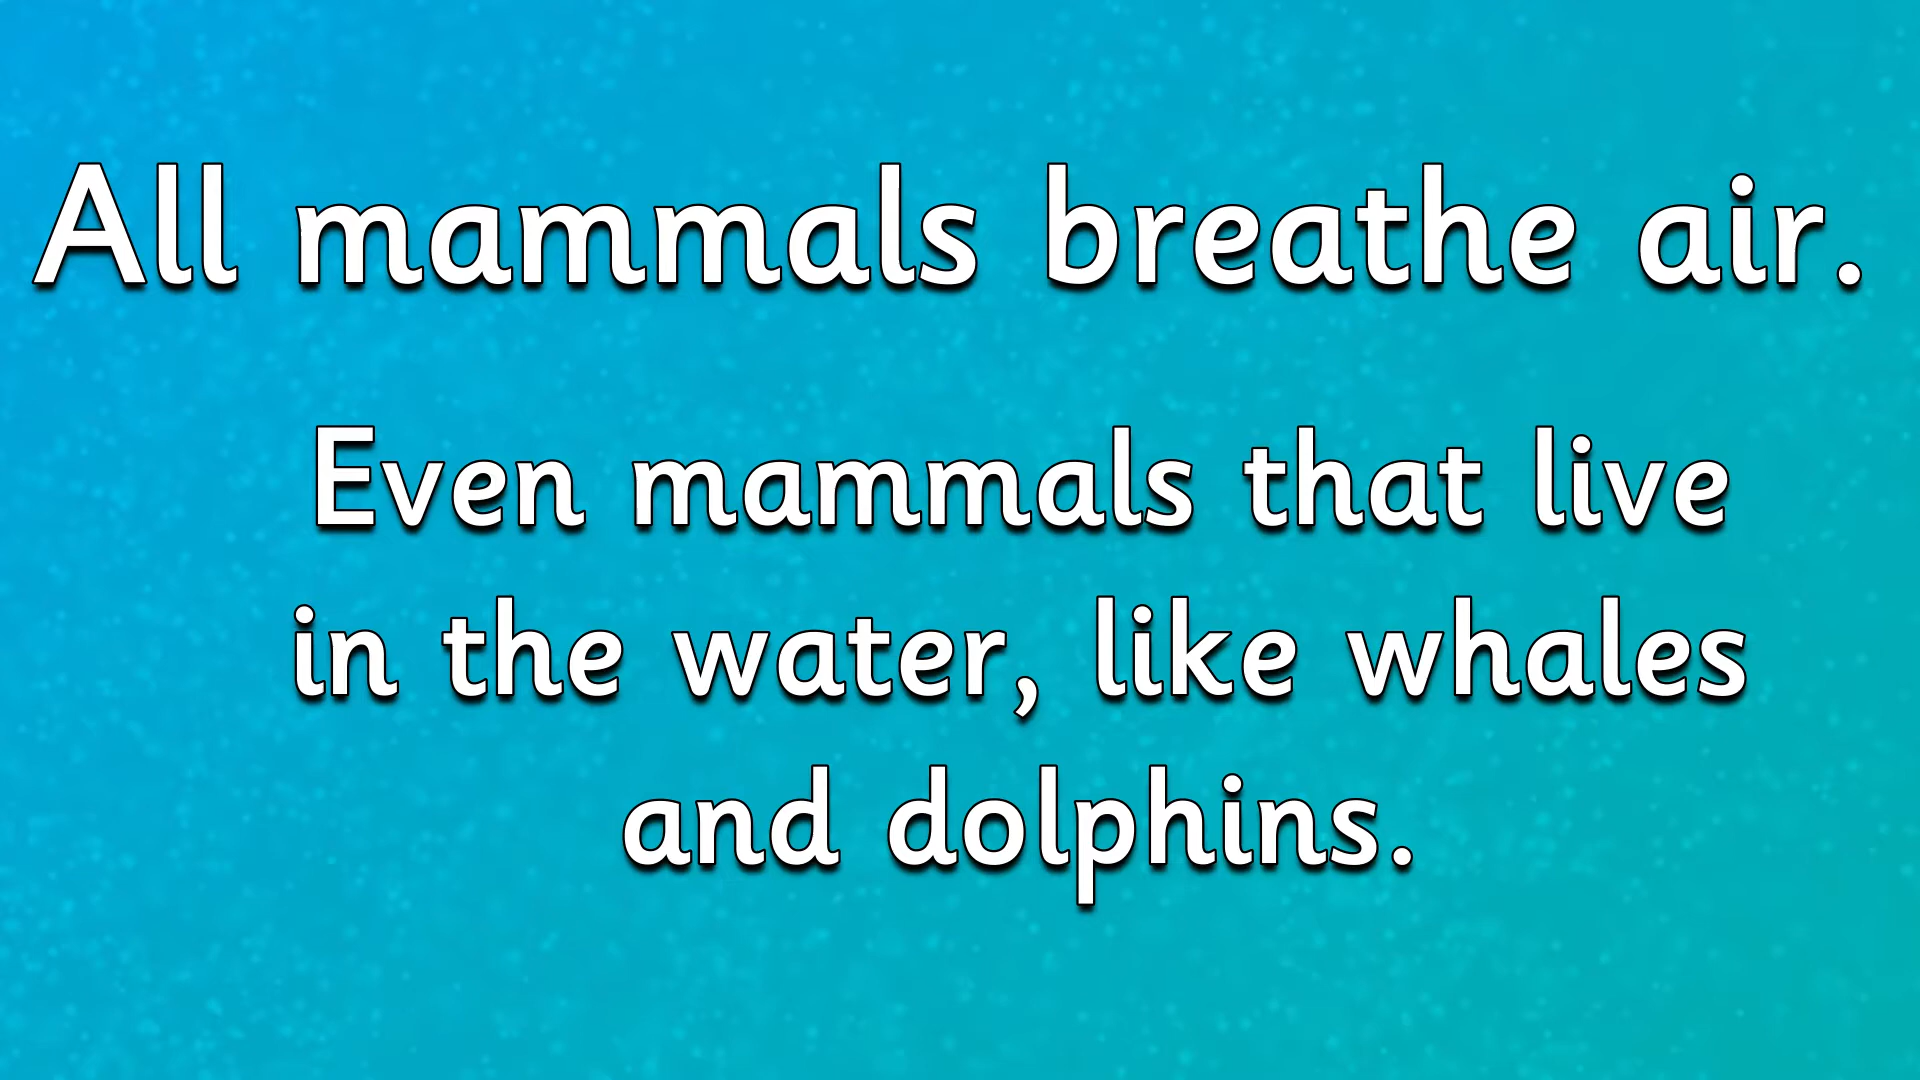 All mammals breathe air.
Even mammals that live
in the water, like whales
and dolphins.